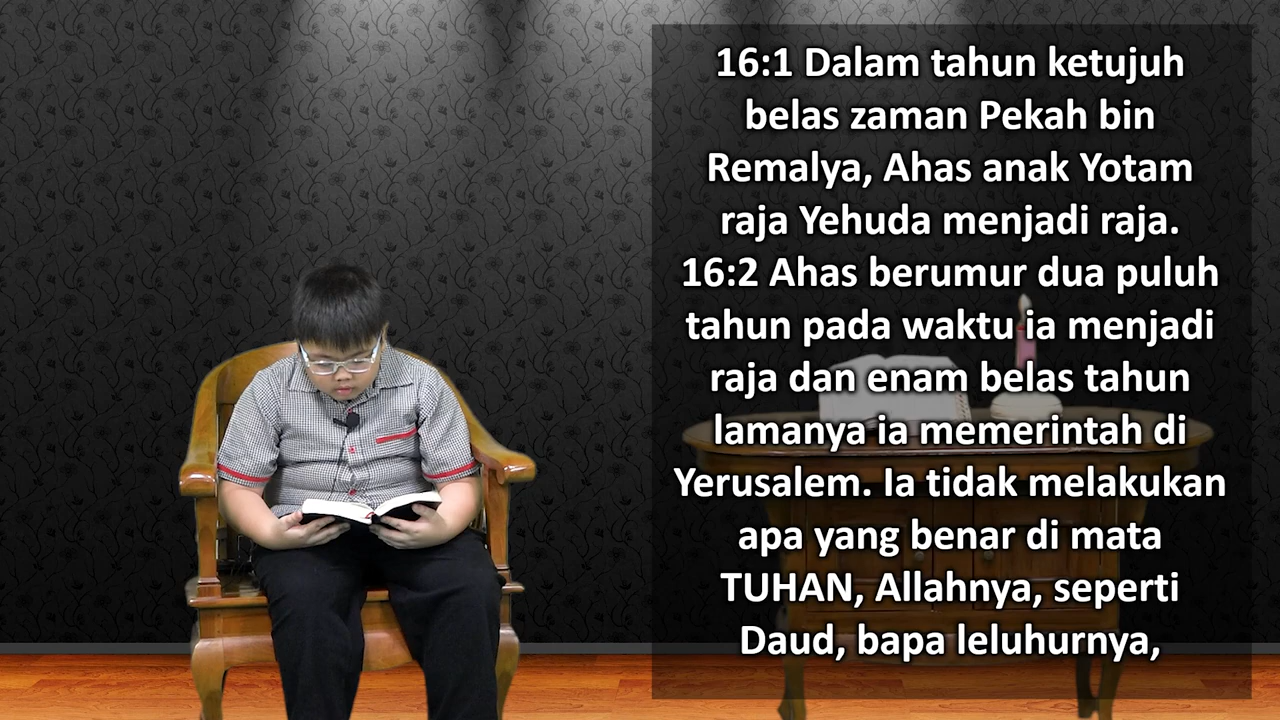 16:1 Dalam tahun ketujuh
belas zaman Pekah bin
Remalya, Ahas anak Yotam
raja Yehuda menjadi raja.
16:2 Ahas berumur dua puluh
tahun pada waktu ia menjadi
raja dan enam belas tahun
lamanya ia memerintah di
Yerusalem. Ia tidak melakukan
apa yang benar di mata
TUHAN, Allahnya, seperti
Daud, bapa leluhurnya,